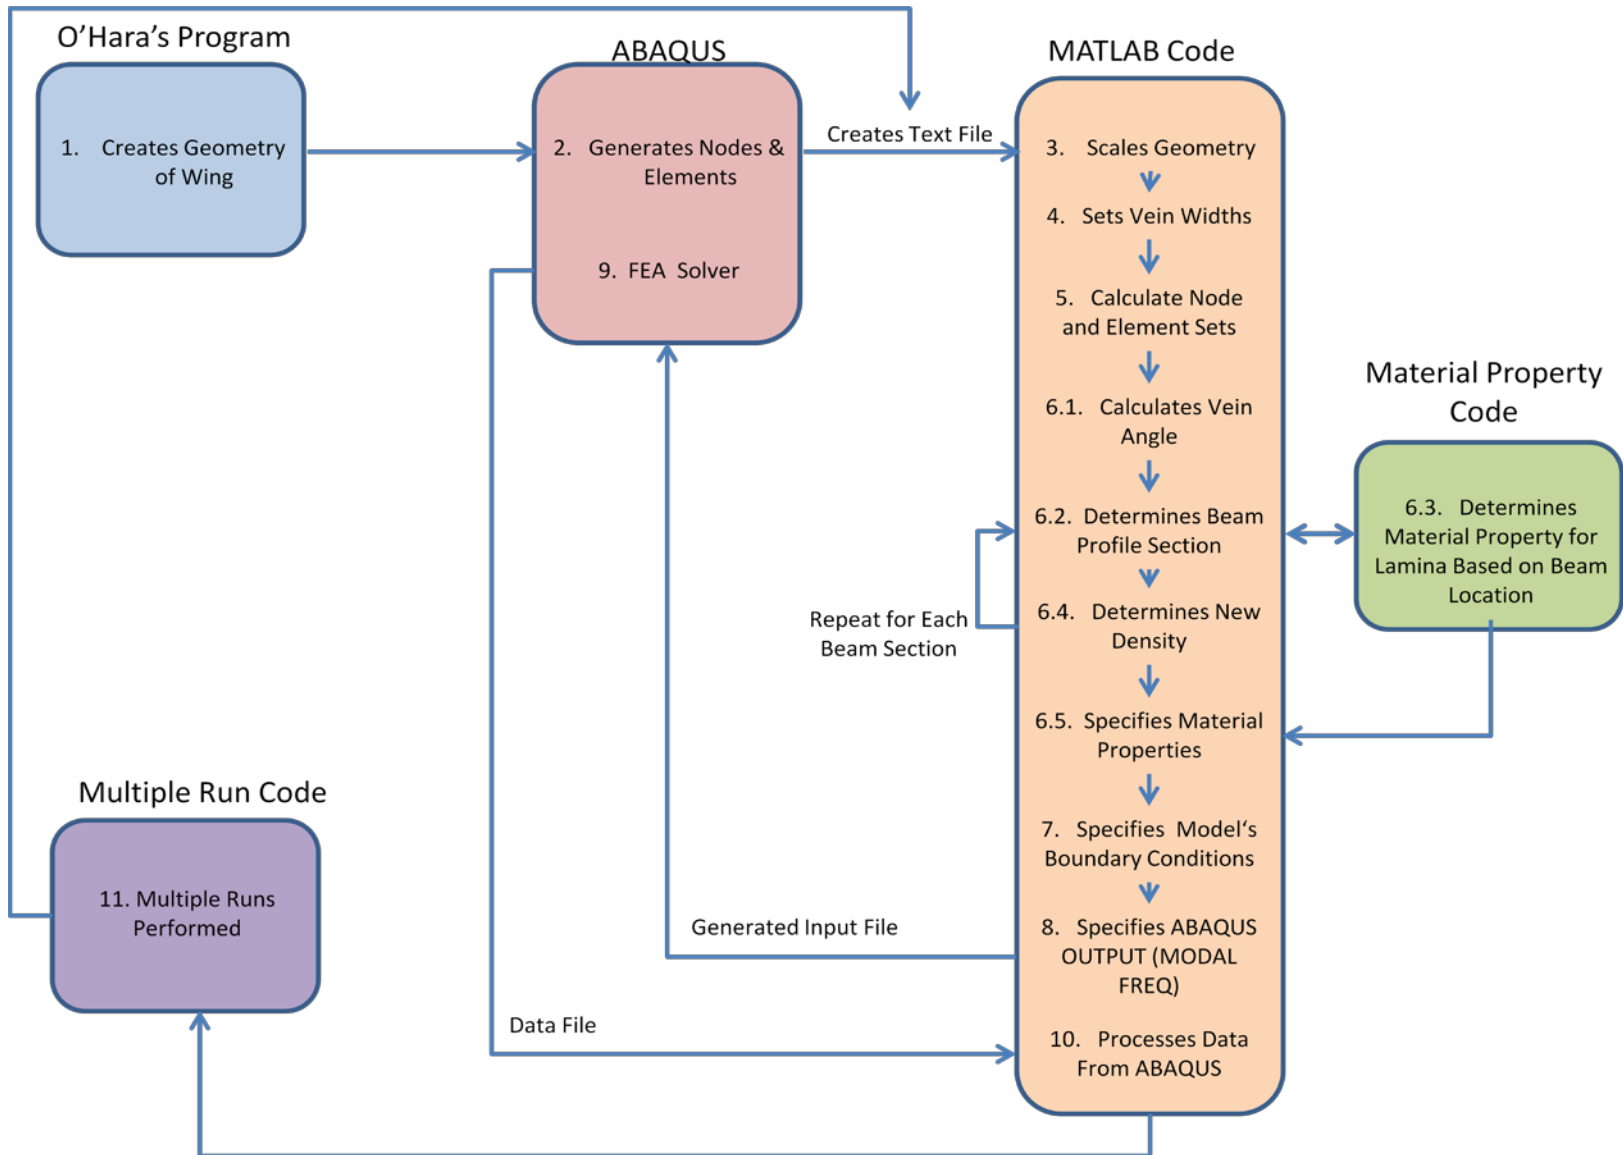 O’Hara’s Program
1. Creates Geometry
of Wing
ABAQUS
2. Generates Nodes &
Elements
9. FEA Solver
Creates Text File
MATLAB Code
3. Scales Geometry
4. Sets Vein Widths
5. Calculate Node
and Element Sets
6.1. Calculates Vein
Angle
6.2. Determines Beam
Profile Section
6.4. Determines New
Density
6.5. Specifies Material
Properties
7. Specifies Model‘s
Boundary Conditions
8. Specifies ABAQUS
OUTPUT (MODAL
FREQ)
10. Processes Data
From ABAQUS
Repeat for Each
Beam Section
Material Property
Code
6.3. Determines
Material Property for
Lamina Based on Beam
Location
Generated Input File
Data File
Multiple Run Code
11. Multiple Runs
Performed